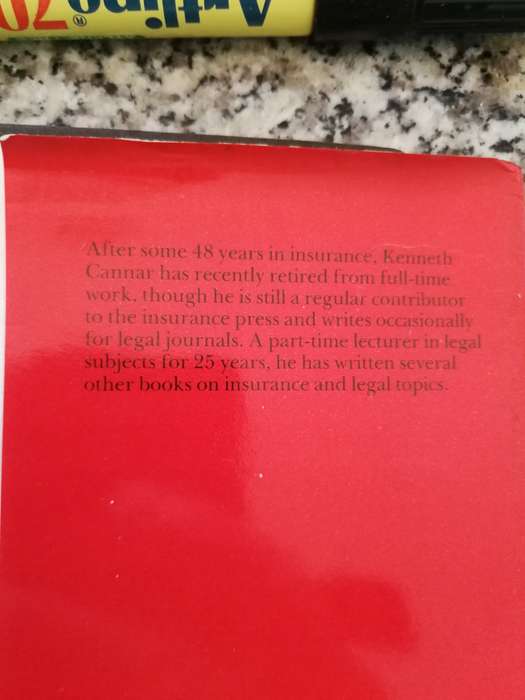 Artline 70
®
After some 48 years in insurance, Kenneth
Cannar has recently retired from full-time
work, though he is still a regular contributor
to the insurance press and writes occasionally
for legal journals. A part-time lecturer in legal
subjects for 25 years, he has written several
other books on insurance and legal topics.